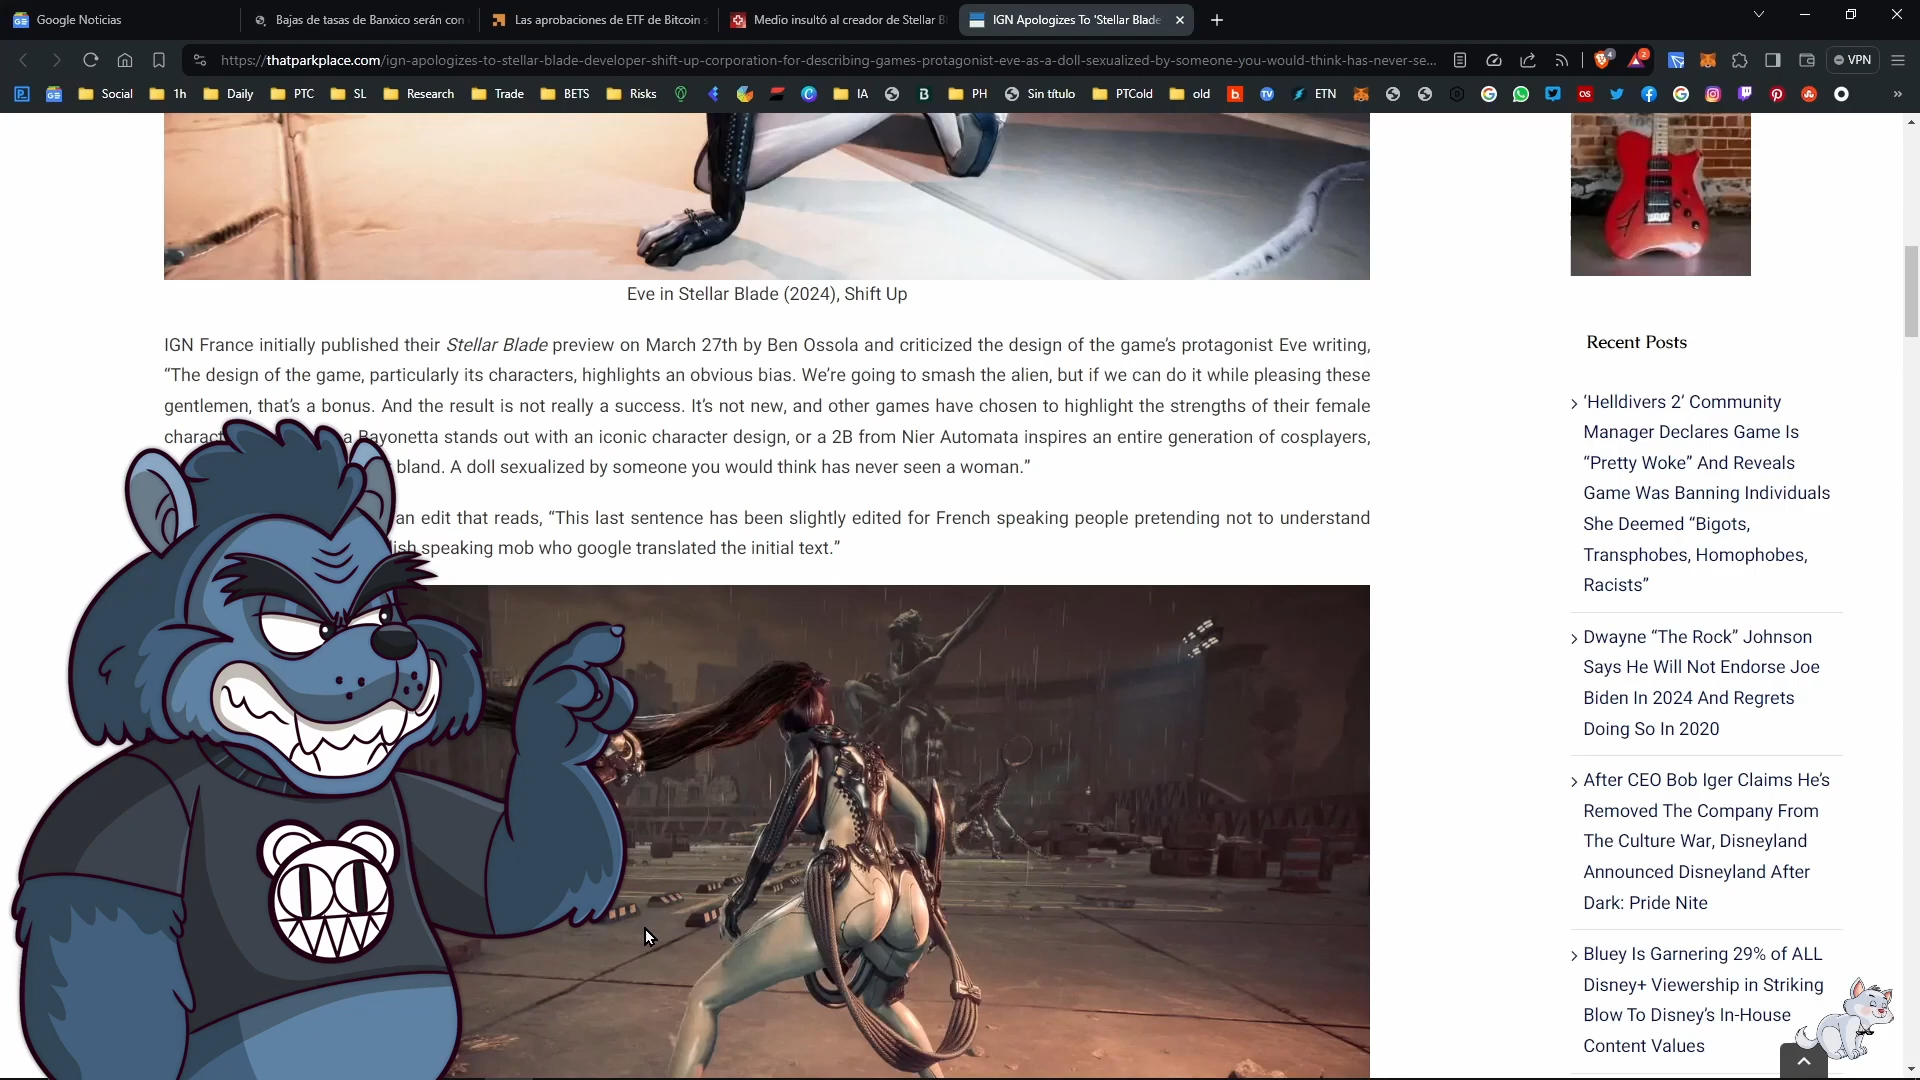 Google Noticias
Bajas de tasas de Banxico serán con
Las aprobaciones de ETF de Bitcoin s
Medio insultó al creador de Stellar Bl
IGN Apologizes To 'Stellar Blade
https://thatparkplace.com/ign-apologizes-to-stellar-blade-developer-shift-up-corporation-for-describing-games-protagonist-eve-as-a-doll-sexualized-by-someone-you-would-think-has-never-se...
4
2
VPN
Social
1h
Daily
PTC
SL
Research
Trade
BETS
Risks
IA
PH
Sin título
PTCold
old
ETN
Eve in Stellar Blade (2024), Shift Up
IGN France initially published their Stellar Blade preview on March 27th by Ben Ossola and criticized the design of the game's protagonist Eve writing,
“The design of the game, particularly its characters, highlights an obvious bias. We're going to smash the alien, but if we can do it while pleasing these
gentlemen, that's a bonus. And the result is not really a success. It's not new, and other games have chosen to highlight the strengths of their female
a Bayonetta stands out with an iconic character design, or a 2B from Nier Automata inspires an entire generation of cosplayers,
bland. A doll sexualized by someone you would think has never seen a woman.”
an edit that reads, “This last sentence has been slightly edited for French speaking people pretending not to understand
speaking mob who google translated the initial text.”
Recent Posts
‘Helldivers 2’ Community
Manager Declares Game Is
“Pretty Woke” And Reveals
Game Was Banning Individuals
She Deemed “Bigots,
Transphobes, Homophobes,
Racists”
Dwayne “The Rock” Johnson
Says He Will Not Endorse Joe
Biden In 2024 And Regrets
Doing So In 2020
After CEO Bob Iger Claims He's
Removed The Company From
The Culture War, Disneyland
Announced Disneyland After
Dark: Pride Nite
Bluey Is Garnering 29% of ALL
Disney+ Viewership in Striking
Blow To Disney's In-House
Content Values